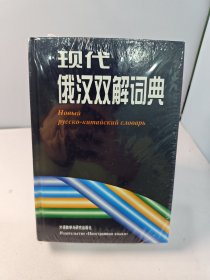 现代
俄汉双解词典
Новый
русско-китайский словарь
外语教学与研究出版社
Издательство «Иностранные языки»